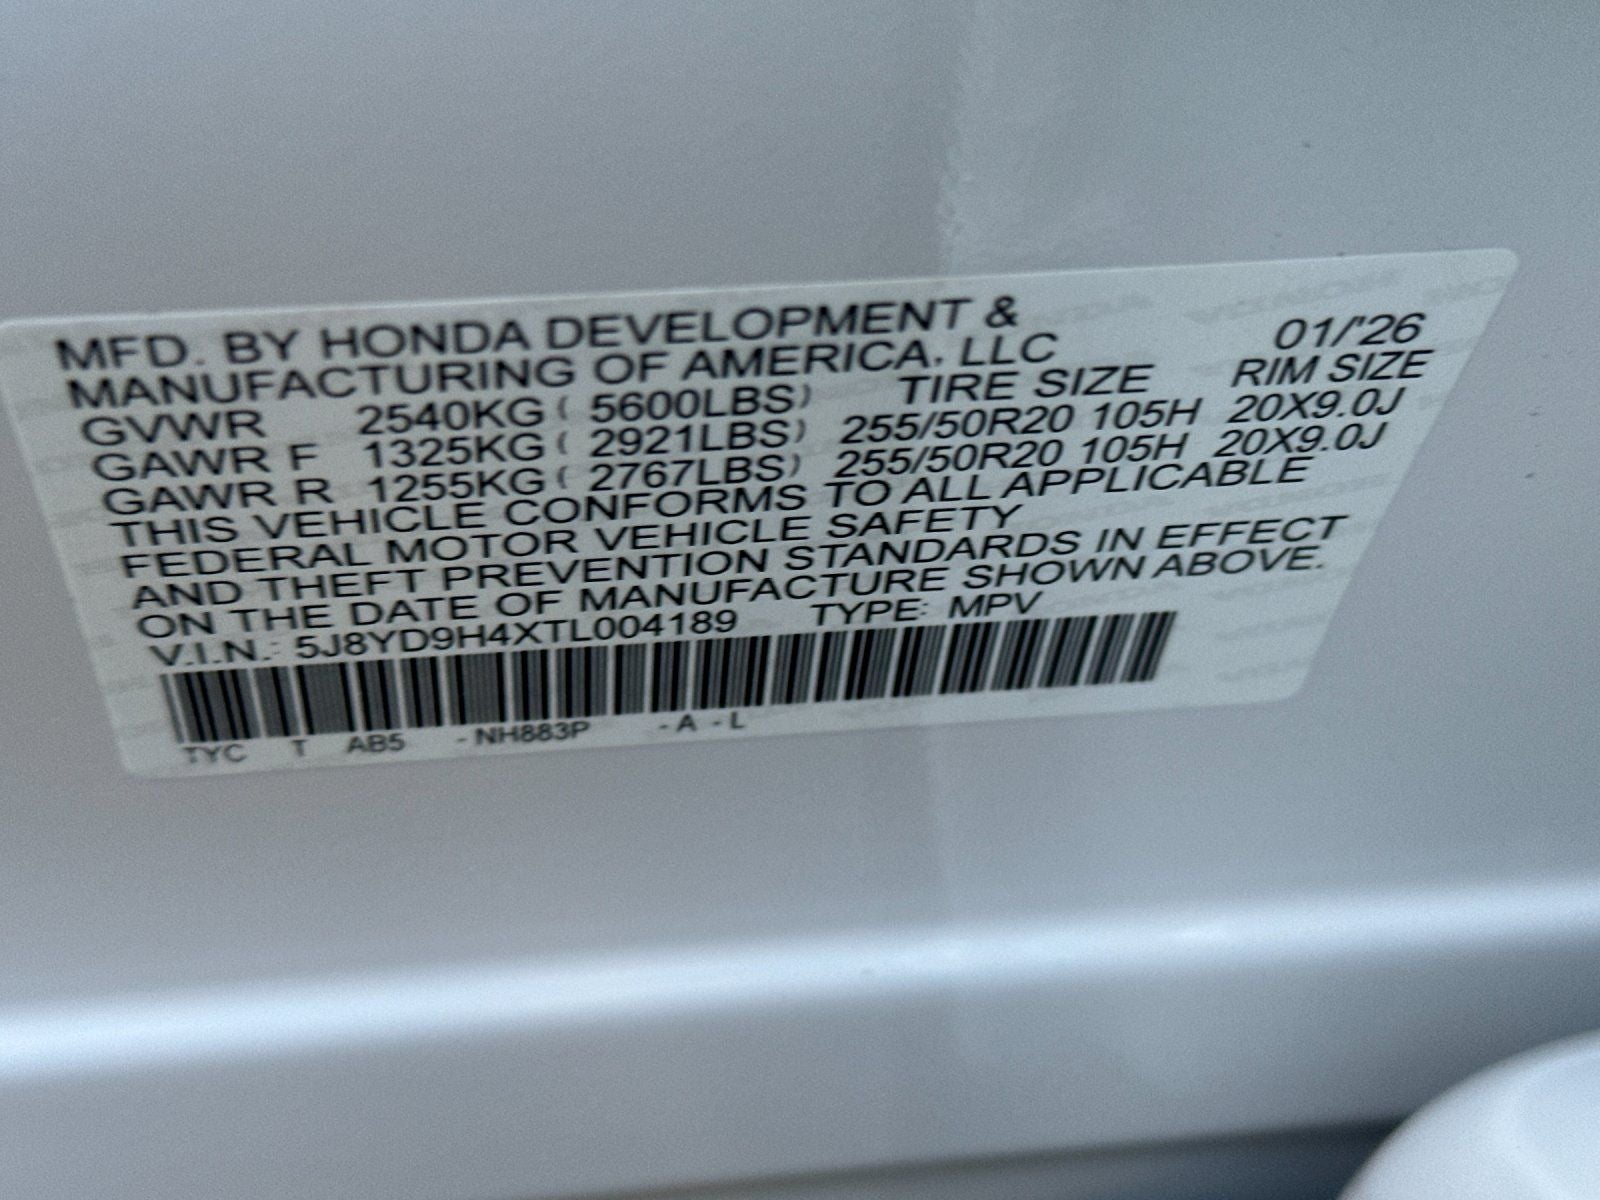 MFD. BY HONDA DEVELOPMENT &
MANUFACTURING OF AMERICA, LLC 01/'26
GVWR 2540KG ( 5600LBS) TIRE SIZE RIM SIZE
GAWR F 1325KG ( 2921LBS) 255/50R20 105H 20X9.0J
GAWR R 1255KG ( 2767LBS) 255/50R20 105H 20X9.0J
THIS VEHICLE CONFORMS TO ALL APPLICABLE
FEDERAL MOTOR VEHICLE SAFETY
AND THEFT PREVENTION STANDARDS IN EFFECT
ON THE DATE OF MANUFACTURE SHOWN ABOVE.
V.I.N.: 5J8YD9H4XTL004189 TYPE: MPV
TYC T AB5 -NH883P -A -L